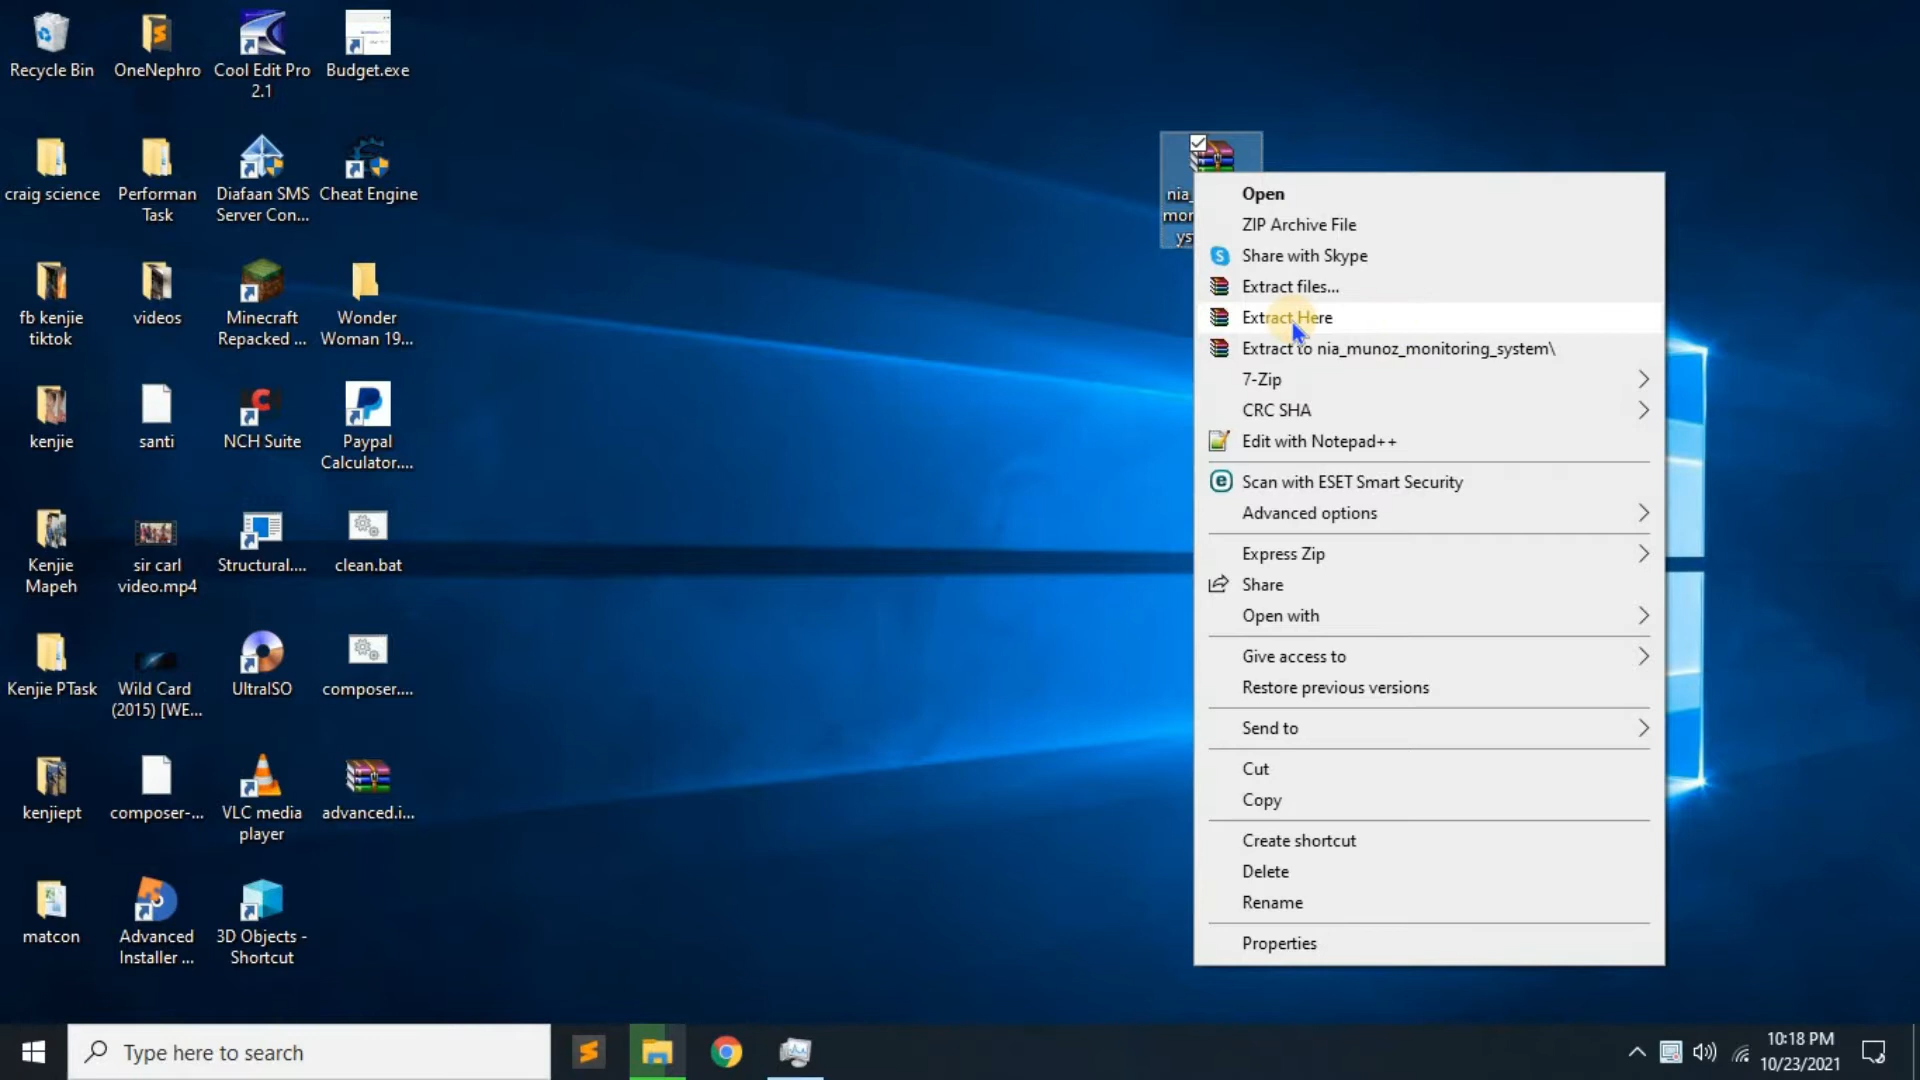 Recycle Bin
OneNephro
Cool Edit Pro
2.1
Budget.exe
craig science
Performan
Task
Diafaan SMS
Server Con...
Cheat Engine
fb kenjie
tiktok
videos
Minecraft
Repacked ...
Wonder
Woman 19...
kenjie
santi
NCH Suite
Paypal
Calculator....
Kenjie
Mapeh
sir carl
video.mp4
Structural....
clean.bat
Kenjie PTask
Wild Card
(2015) [WE...
UltraISO
composer....
kenjiept
composer-...
VLC media
player
advanced.i...
matcon
Advanced
Installer ...
3D Objects -
Shortcut
nia_
mor
ys
Open
ZIP Archive File
Share with Skype
Extract files...
Extract Here
Extract to nia_munoz_monitoring_system\
7-Zip
CRC SHA
Edit with Notepad++
Scan with ESET Smart Security
Advanced options
Express Zip
Share
Open with
Give access to
Restore previous versions
Send to
Cut
Copy
Create shortcut
Delete
Rename
Properties
Type here to search
10:18 PM
10/23/2021